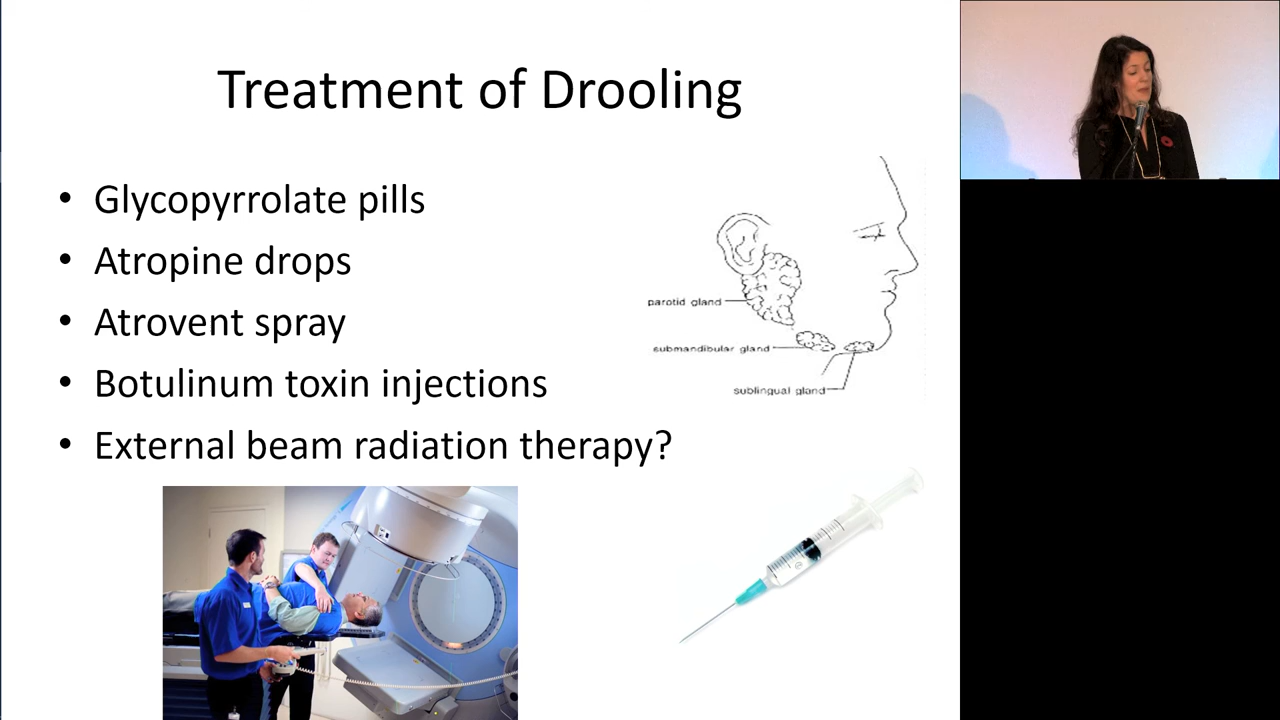 Treatment of Drooling
• Glycopyrrolate pills
• Atropine drops
• Atrovent spray
• Botulinum toxin injections
• External beam radiation therapy?
parotid gland
submandibular gland
sublingual gland